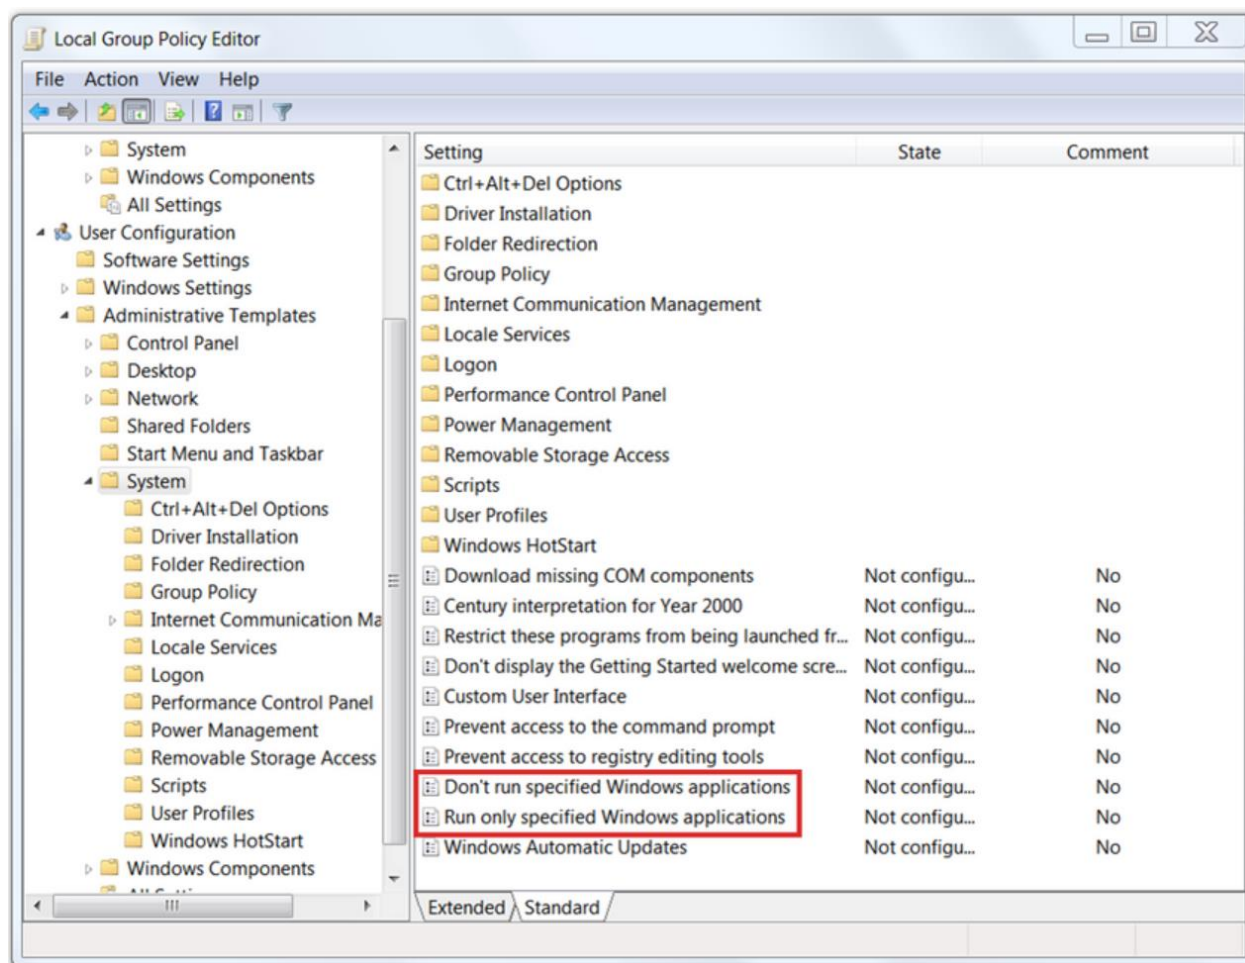 Local Group Policy Editor
File Action View Help
System
Windows Components
All Settings
User Configuration
Software Settings
Windows Settings
Administrative Templates
Control Panel
Desktop
Network
Shared Folders
Start Menu and Taskbar
System
Ctrl+Alt+Del Options
Driver Installation
Folder Redirection
Group Policy
Internet Communication Ma
Locale Services
Logon
Performance Control Panel
Power Management
Removable Storage Access
Scripts
User Profiles
Windows HotStart
Windows Components
Setting State Comment
Ctrl+Alt+Del Options
Driver Installation
Folder Redirection
Group Policy
Internet Communication Management
Locale Services
Logon
Performance Control Panel
Power Management
Removable Storage Access
Scripts
User Profiles
Windows HotStart
Download missing COM components Not configu... No
Century interpretation for Year 2000 Not configu... No
Restrict these programs from being launched fr... Not configu... No
Don't display the Getting Started welcome scre... Not configu... No
Custom User Interface Not configu... No
Prevent access to the command prompt Not configu... No
Prevent access to registry editing tools Not configu... No
Don't run specified Windows applications Not configu... No
Run only specified Windows applications Not configu... No
Windows Automatic Updates Not configu... No
Extended Standard